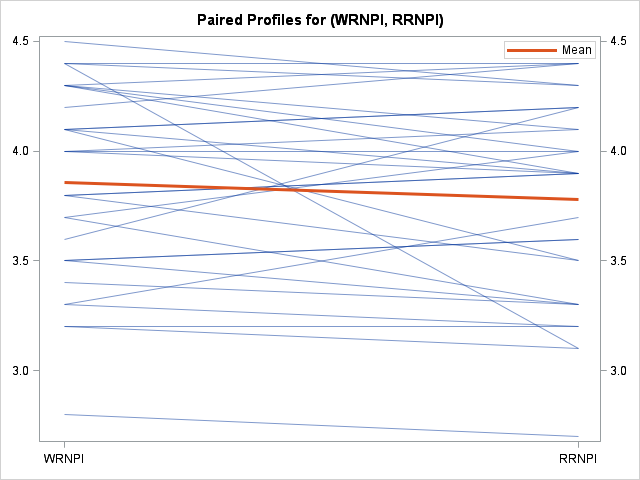 Paired Profiles for (WRNPI, RRNPI)
4.5 4.5
Mean
4.0 4.0
3.5 3.5
3.0 3.0
WRNPI RRNPI